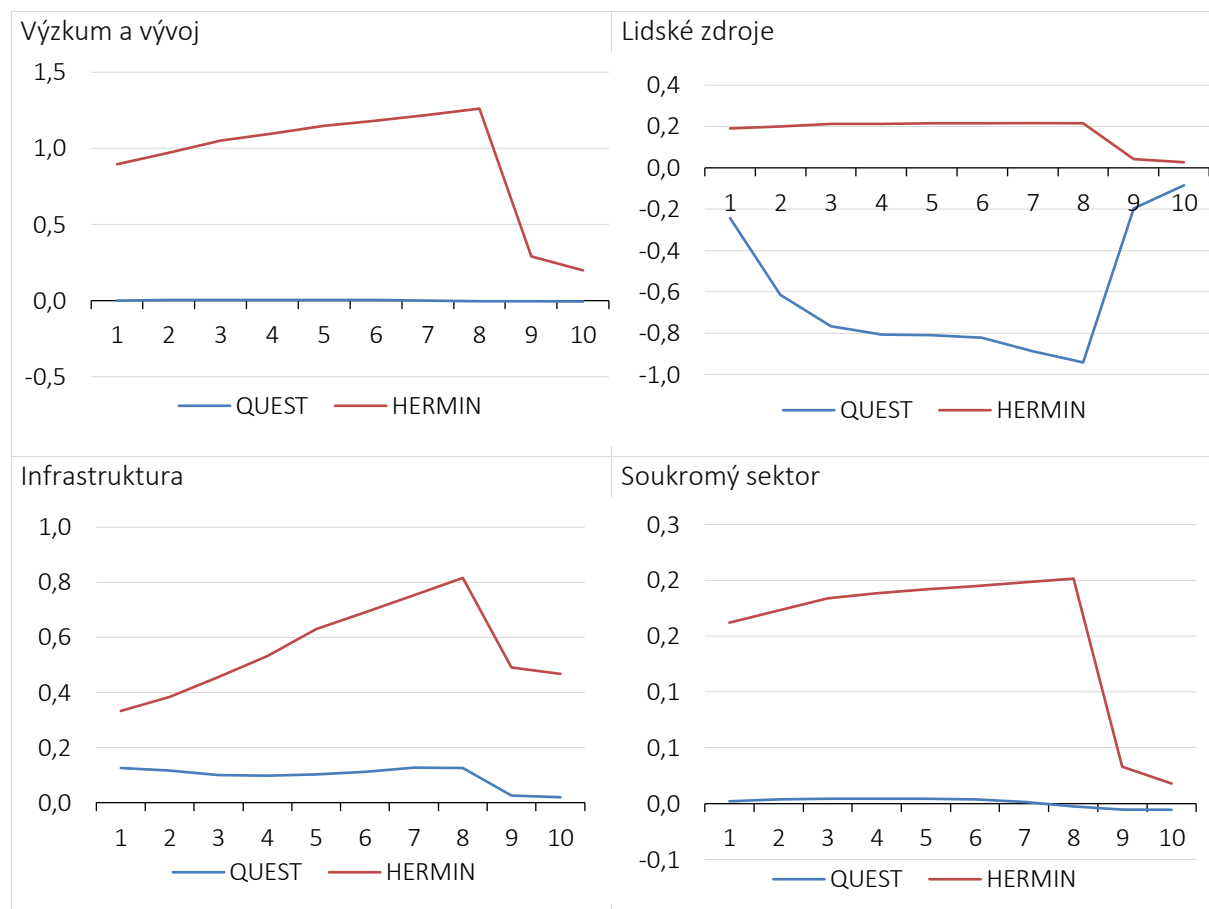 Výzkum a vývoj
1,5
1,0
0,5
0,0
1 2 3 4 5 6 7 8 9 10
-0,5
QUEST HERMIN
Lidské zdroje
0,4
0,2
0,0
1 2 3 4 5 6 7 8 9 10
-0,2
-0,4
-0,6
-0,8
-1,0
QUEST HERMIN
Infrastruktura
1,0
0,8
0,6
0,4
0,2
0,0
1 2 3 4 5 6 7 8 9 10
QUEST HERMIN
Soukromý sektor
0,3
0,2
0,2
0,1
0,1
0,0
1 2 3 4 5 6 7 8 9 10
-0,1
QUEST HERMIN